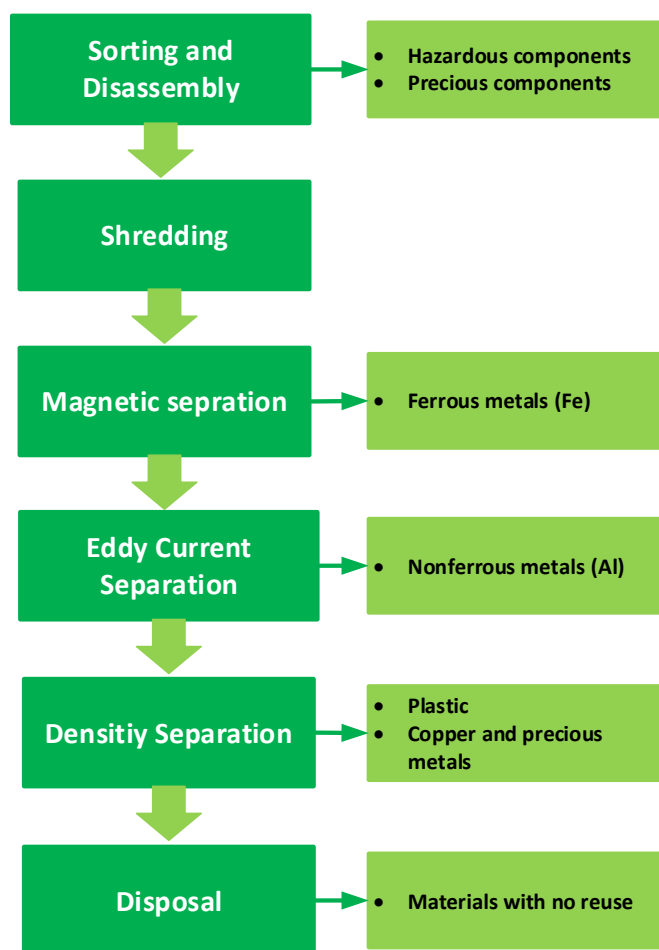 Sorting and
Disassembly
• Hazardous components
• Precious components
Shredding
Magnetic sepration
• Ferrous metals (Fe)
Eddy Current
Separation
• Nonferrous metals (Al)
Densitiy Separation
• Plastic
• Copper and precious
metals
Disposal
• Materials with no reuse